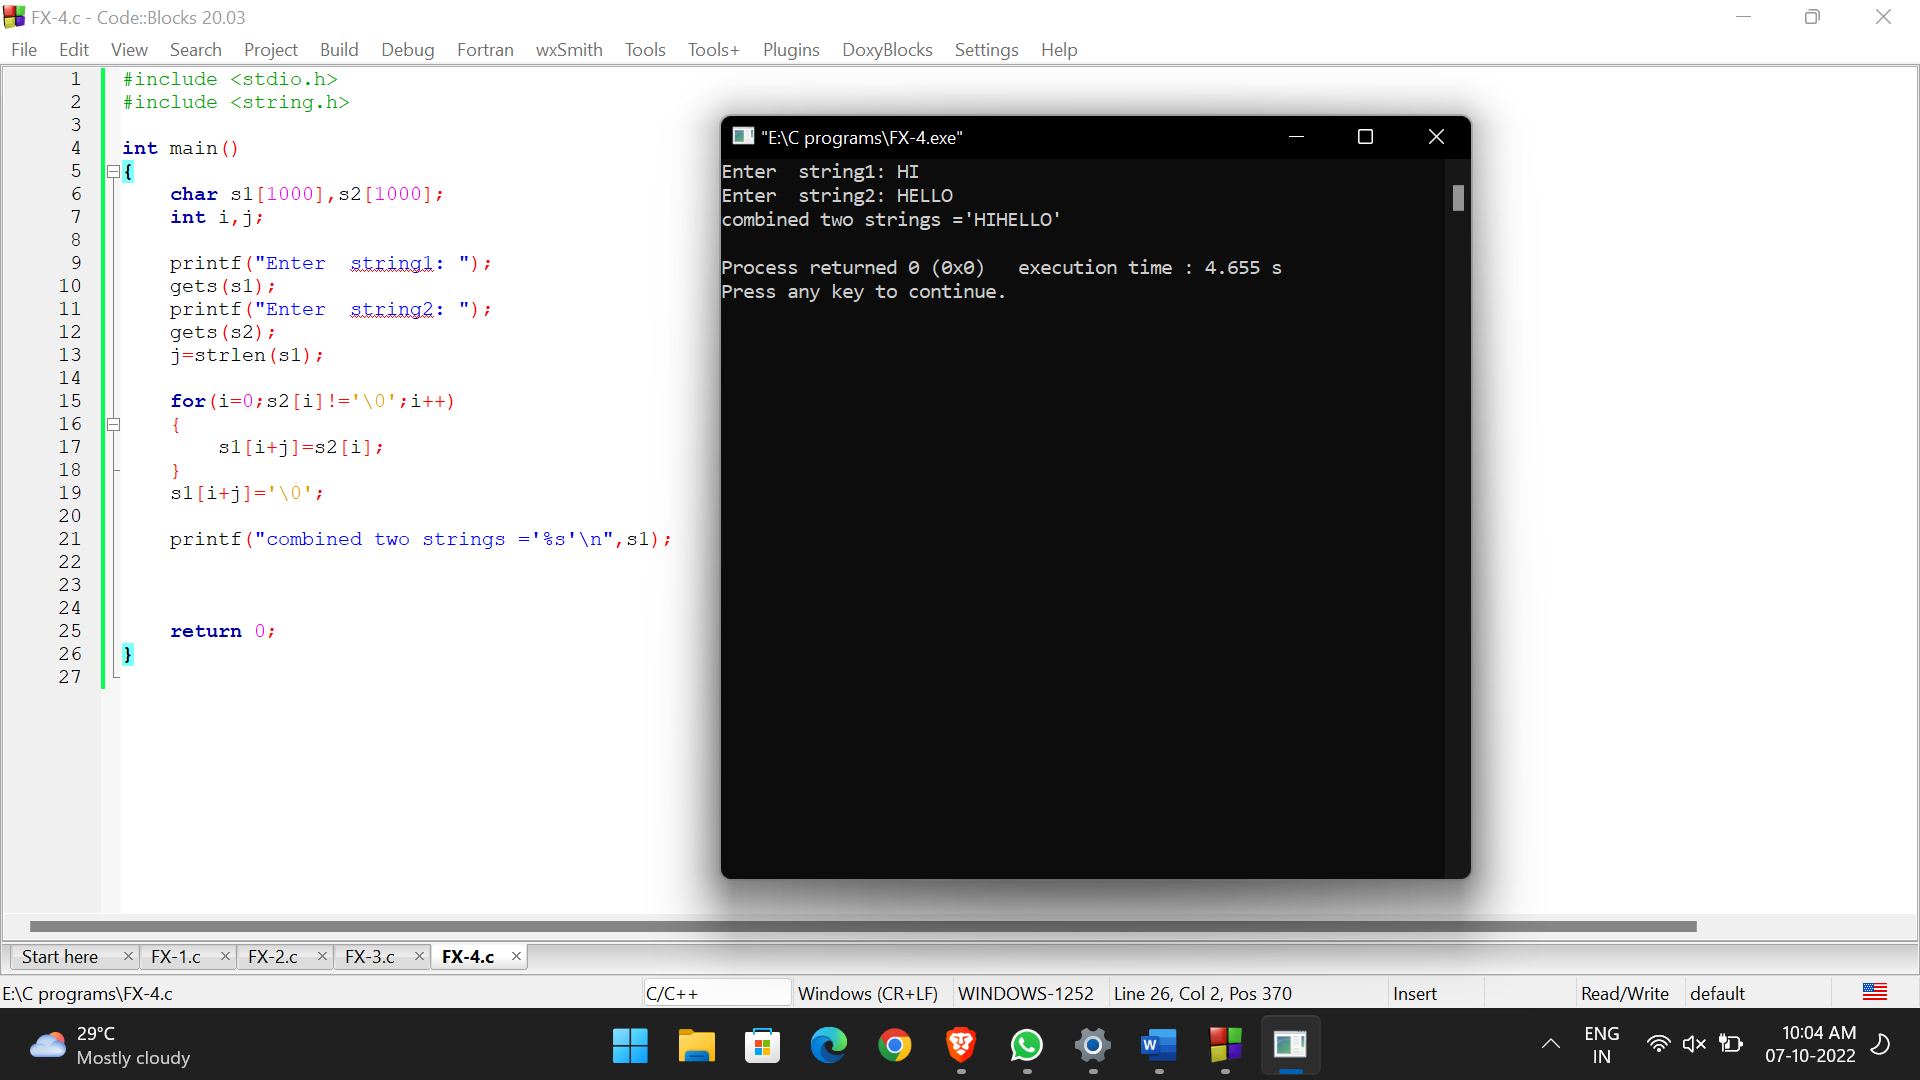 FX-4.c - Code::Blocks 20.03
File Edit View Search Project Build Debug Fortran wxSmith Tools Tools+ Plugins DoxyBlocks Settings Help
1 #include <stdio.h>
2 #include <string.h>
3
4 int main()
5 {
6 char s1[1000],s2[1000];
7 int i,j;
8
9 printf("Enter  string1: ");
10 gets(s1);
11 printf("Enter  string2: ");
12 gets(s2);
13 j=strlen(s1);
14
15 for(i=0;s2[i]!='\0';i++)
16 {
17 s1[i+j]=s2[i];
18 }
19 s1[i+j]='\0';
20
21 printf("combined two strings ='%s'\n",s1);
22
23
24
25 return 0;
26 }
27
"E:\C programs\FX-4.exe"
Enter  string1: HI
Enter  string2: HELLO
combined two strings ='HIHELLO'
Process returned 0 (0x0)   execution time : 4.655 s
Press any key to continue.
Start here FX-1.c FX-2.c FX-3.c FX-4.c
E:\C programs\FX-4.c C/C++ Windows (CR+LF) WINDOWS-1252 Line 26, Col 2, Pos 370 Insert Read/Write default
29°C
Mostly cloudy
W
ENG
IN
10:04 AM
07-10-2022